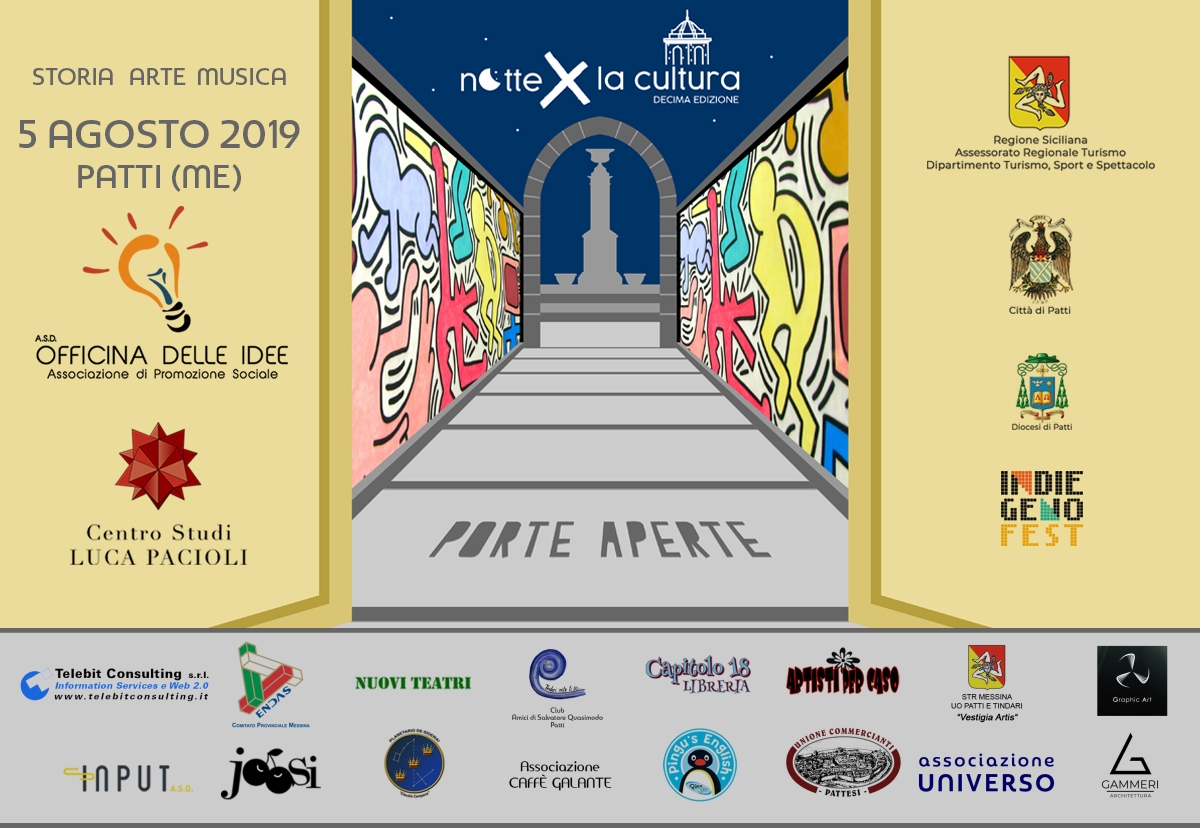 STORIA ARTE MUSICA
5 AGOSTO 2019
PATTI (ME)
A.S.D.
OFFICINA DELLE IDEE
Associazione di Promozione Sociale
Centro Studi
LUCA PACIOLI
notte X la cultura
DECIMA EDIZIONE
PORTE APERTE
Regione Siciliana
Assessorato Regionale Turismo
Dipartimento Turismo, Sport e Spettacolo
Città di Patti
Diocesi di Patti
INDIE
GENO
FEST
Telebit Consulting s.r.l.
Information Services e Web 2.0
www.telebitconsulting.it
ENDAS
COMITATO PROVINCIALE MESSINA
NUOVI TEATRI
Club
Amici di Salvatore Quasimodo
Patti
Capitolo 18
LIBRERIA
ARTISTI PER CASO
STR MESSINA
UO PATTI E TINDARI
"Vestigia Artis"
Graphic Art
INPUT A.S.D.
joosi
Associazione
CAFFÈ GALANTE
Pingu's English
UNIONE COMMERCIANTI
- PATTESI -
associazione
UNIVERSO
GAMMERI
ARCHITETTURA